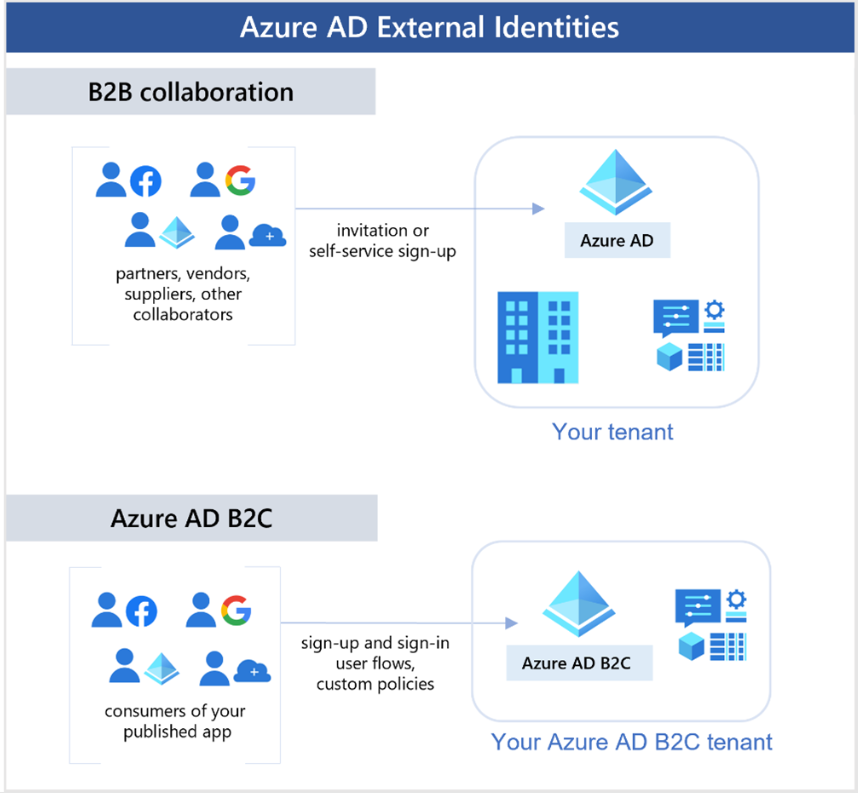 Azure AD External Identities
B2B collaboration
partners, vendors,
suppliers, other
collaborators
invitation or
self-service sign-up
Azure AD
Your tenant
Azure AD B2C
consumers of your
published app
sign-up and sign-in
user flows,
custom policies
Azure AD B2C
Your Azure AD B2C tenant